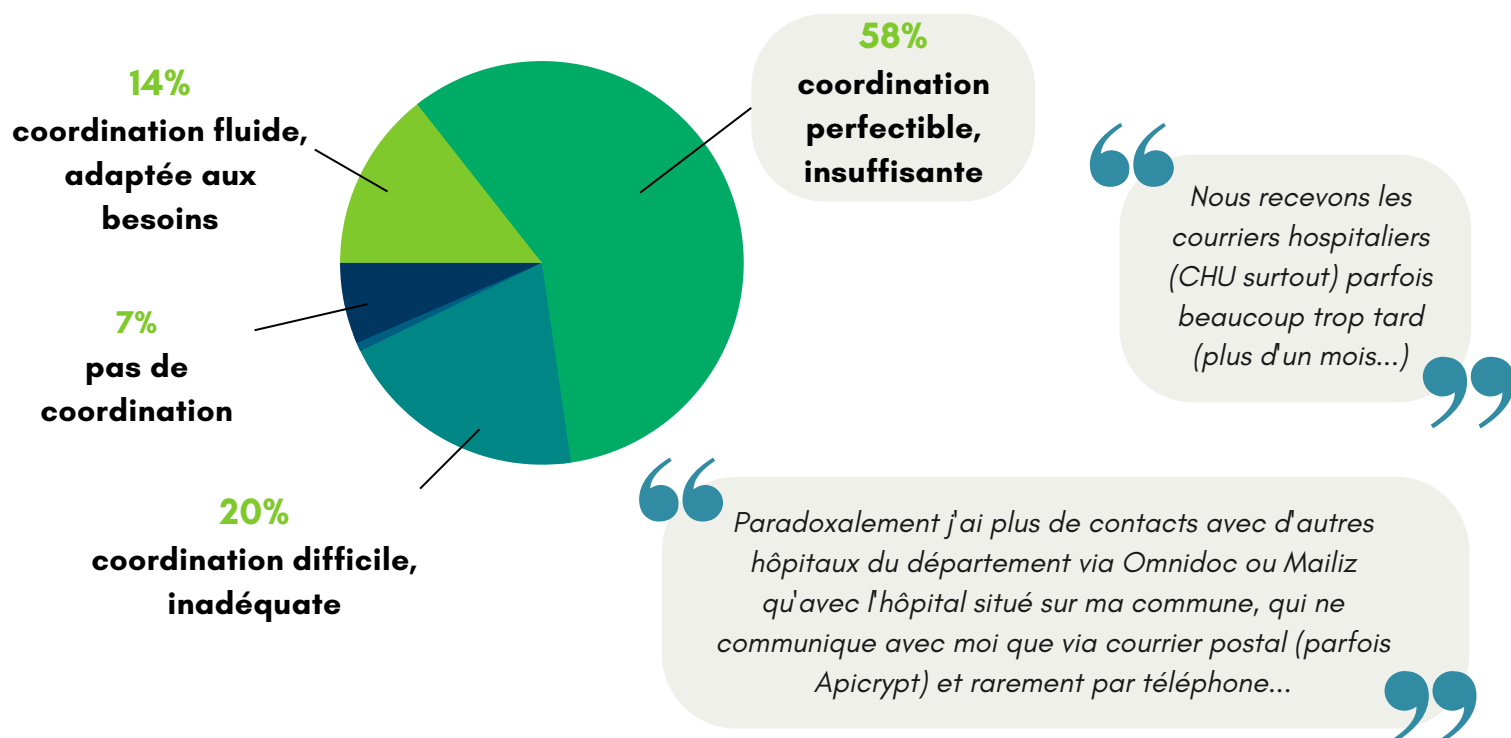 58%
coordination
perfectible,
insuffisante
14%
coordination fluide,
adaptée aux
besoins
7%
pas de
coordination
20%
coordination difficile,
inadéquate
“
Nous recevons les
courriers hospitaliers
(CHU surtout) parfois
beaucoup trop tard
(plus d'un mois...)
”
“
Paradoxalement j'ai plus de contacts avec d'autres
hôpitaux du département via Omnidoc ou Mailiz
qu'avec l'hôpital situé sur ma commune, qui ne
communique avec moi que via courrier postal (parfois
Apicrypt) et rarement par téléphone...
”